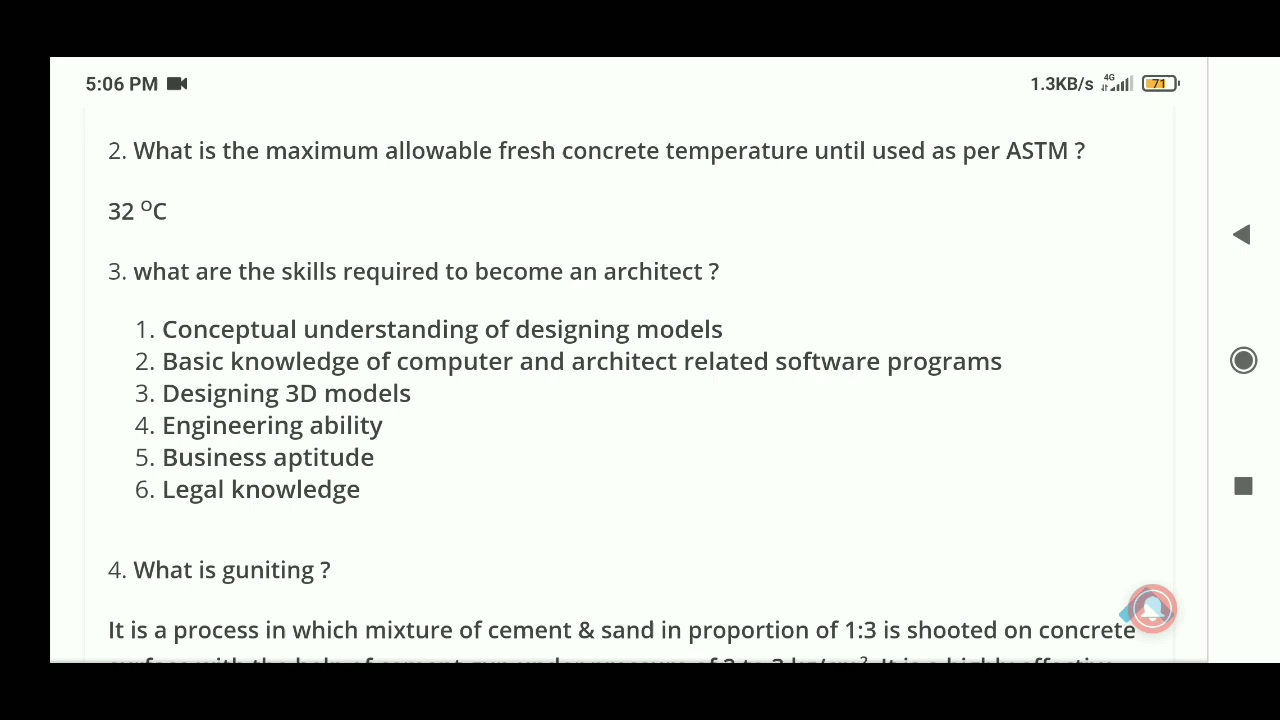 5:06 PM
1.3KB/s 4G 71
2. What is the maximum allowable fresh concrete temperature until used as per ASTM ?
32 ºC
3. what are the skills required to become an architect ?
1. Conceptual understanding of designing models
2. Basic knowledge of computer and architect related software programs
3. Designing 3D models
4. Engineering ability
5. Business aptitude
6. Legal knowledge
4. What is guniting ?
It is a process in which mixture of cement & sand in proportion of 1:3 is shooted on concrete